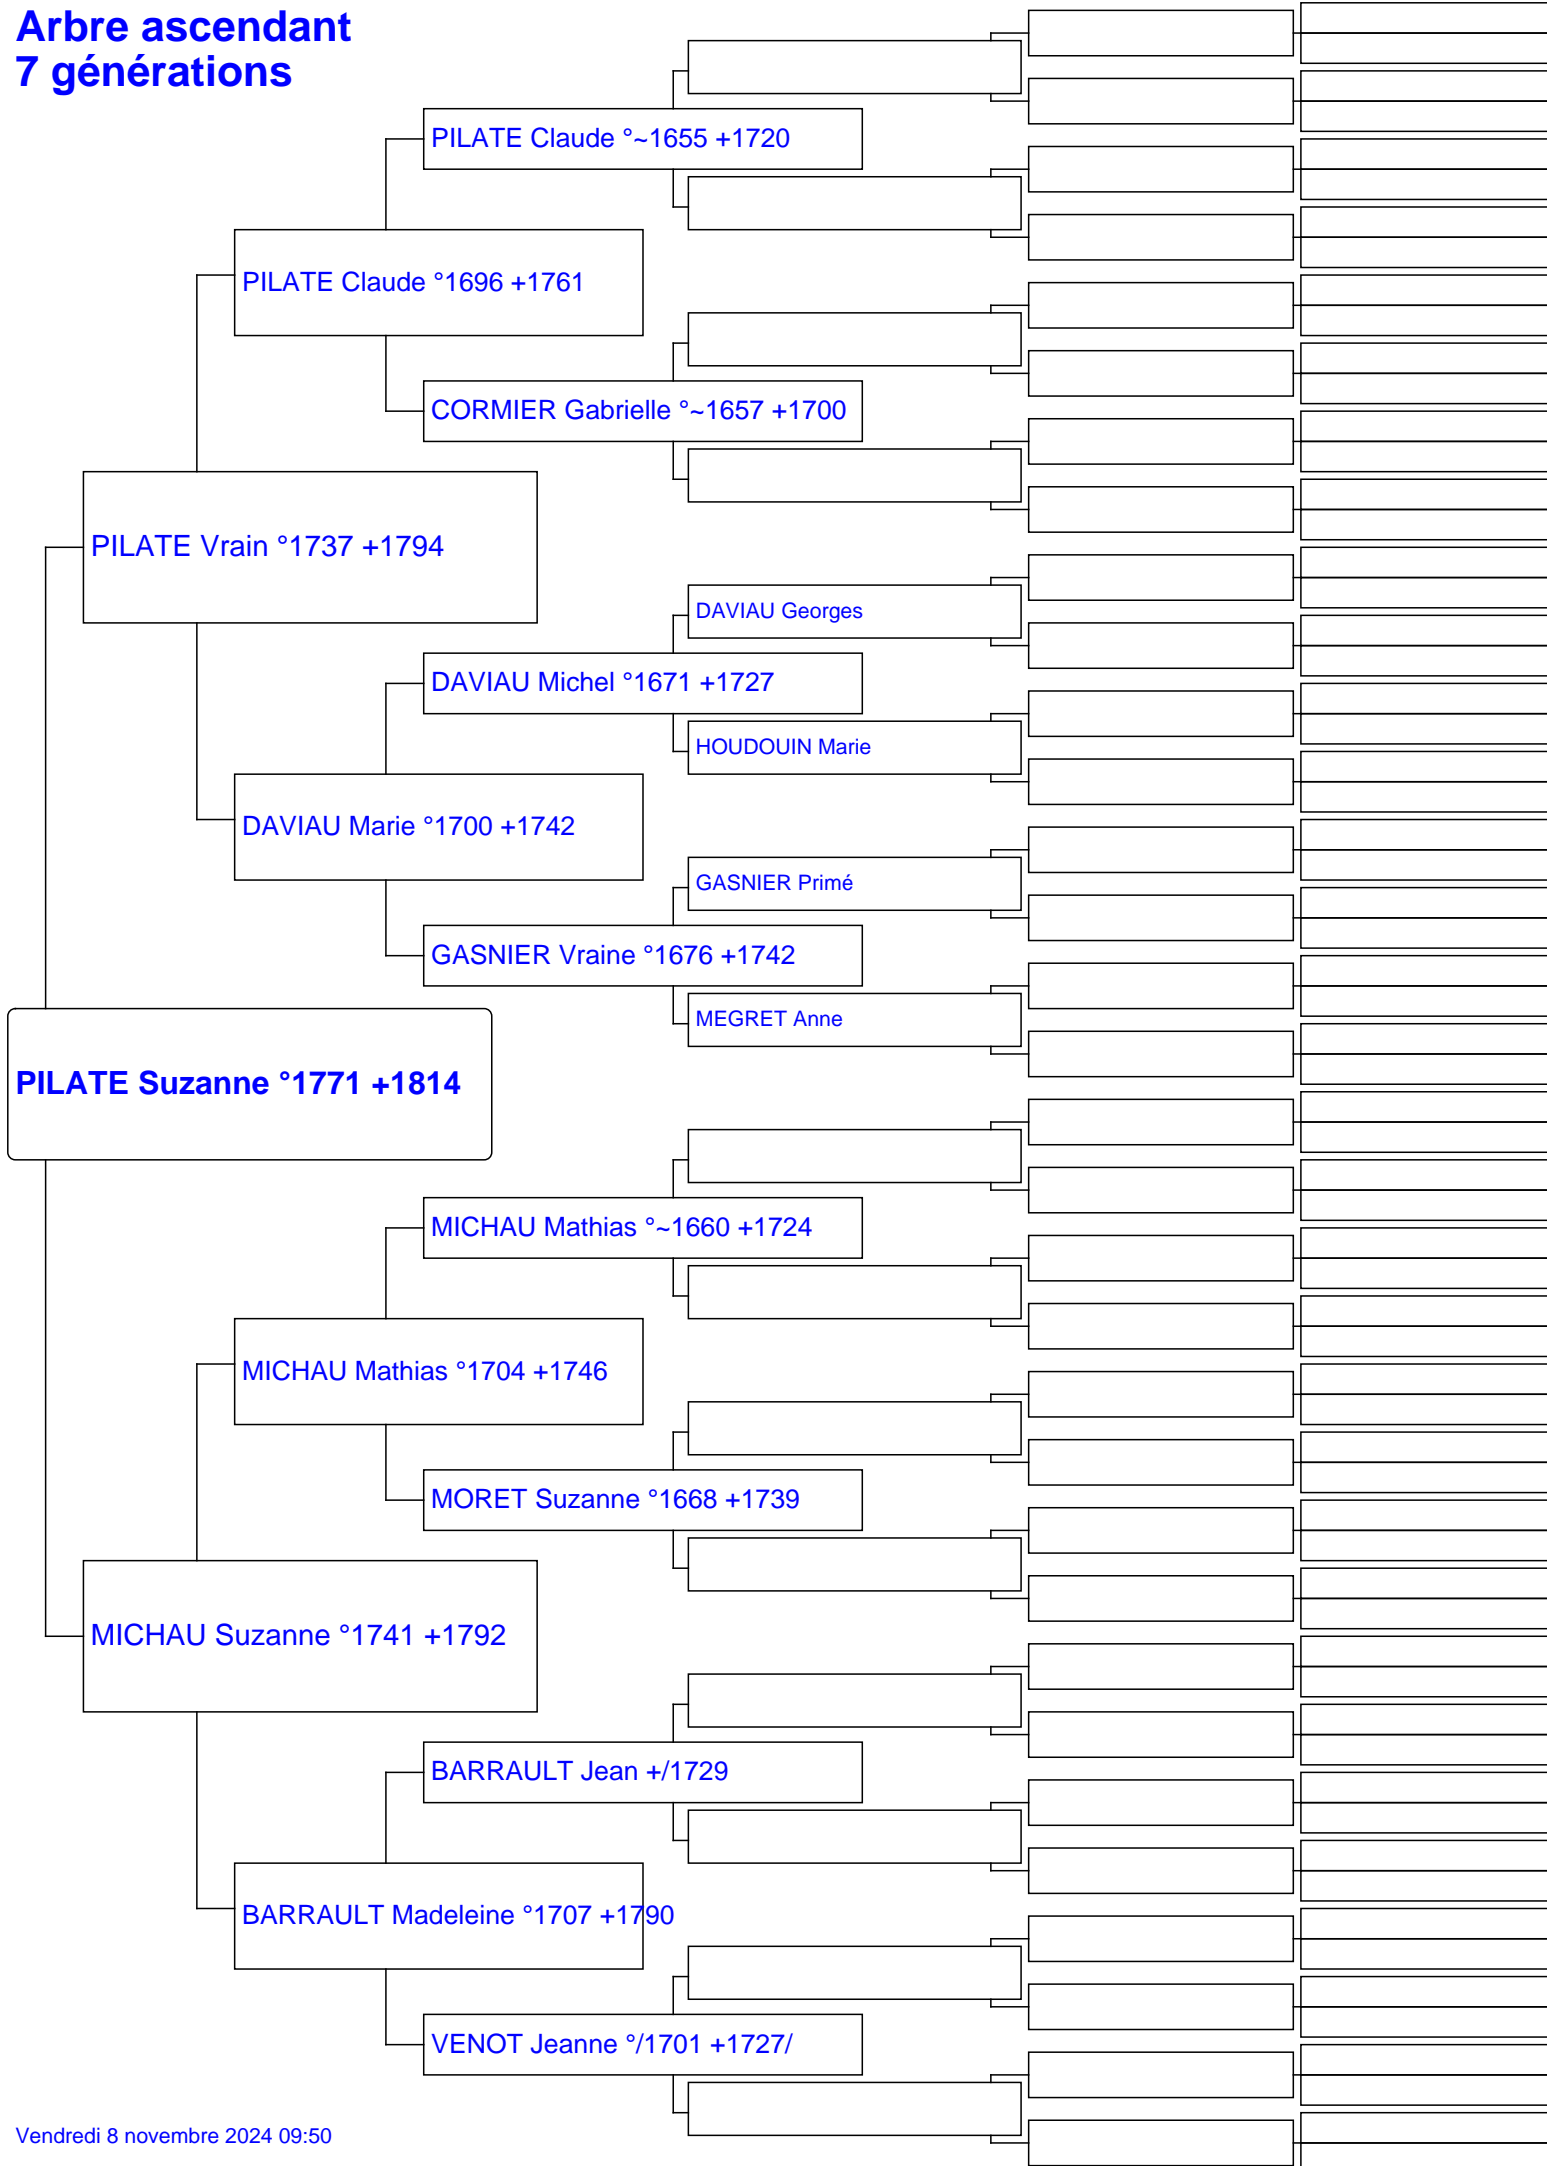 Arbre ascendant
7 générations
PILATE Claude °~1655 +1720
PILATE Claude °1696 +1761
CORMIER Gabrielle °~1657 +1700
PILATE Vrain °1737 +1794
DAVIAU Georges
DAVIAU Michel °1671 +1727
HOUDOUIN Marie
DAVIAU Marie °1700 +1742
GASNIER Primé
GASNIER Vraine °1676 +1742
MEGRET Anne
PILATE Suzanne °1771 +1814
MICHAU Mathias °~1660 +1724
MICHAU Mathias °1704 +1746
MORET Suzanne °1668 +1739
MICHAU Suzanne °1741 +1792
BARRAULT Jean +/1729
BARRAULT Madeleine °1707 +1790
VENOT Jeanne °/1701 +1727/
Vendredi 8 novembre 2024 09:50